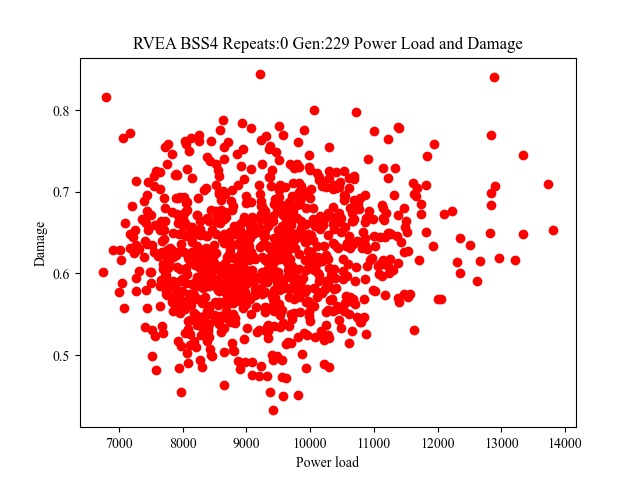 RVEA BSS4 Repeats:0 Gen:229 Power Load and Damage
Damage
0.8
0.7
0.6
0.5
7000 8000 9000 10000 11000 12000 13000 14000
Power load